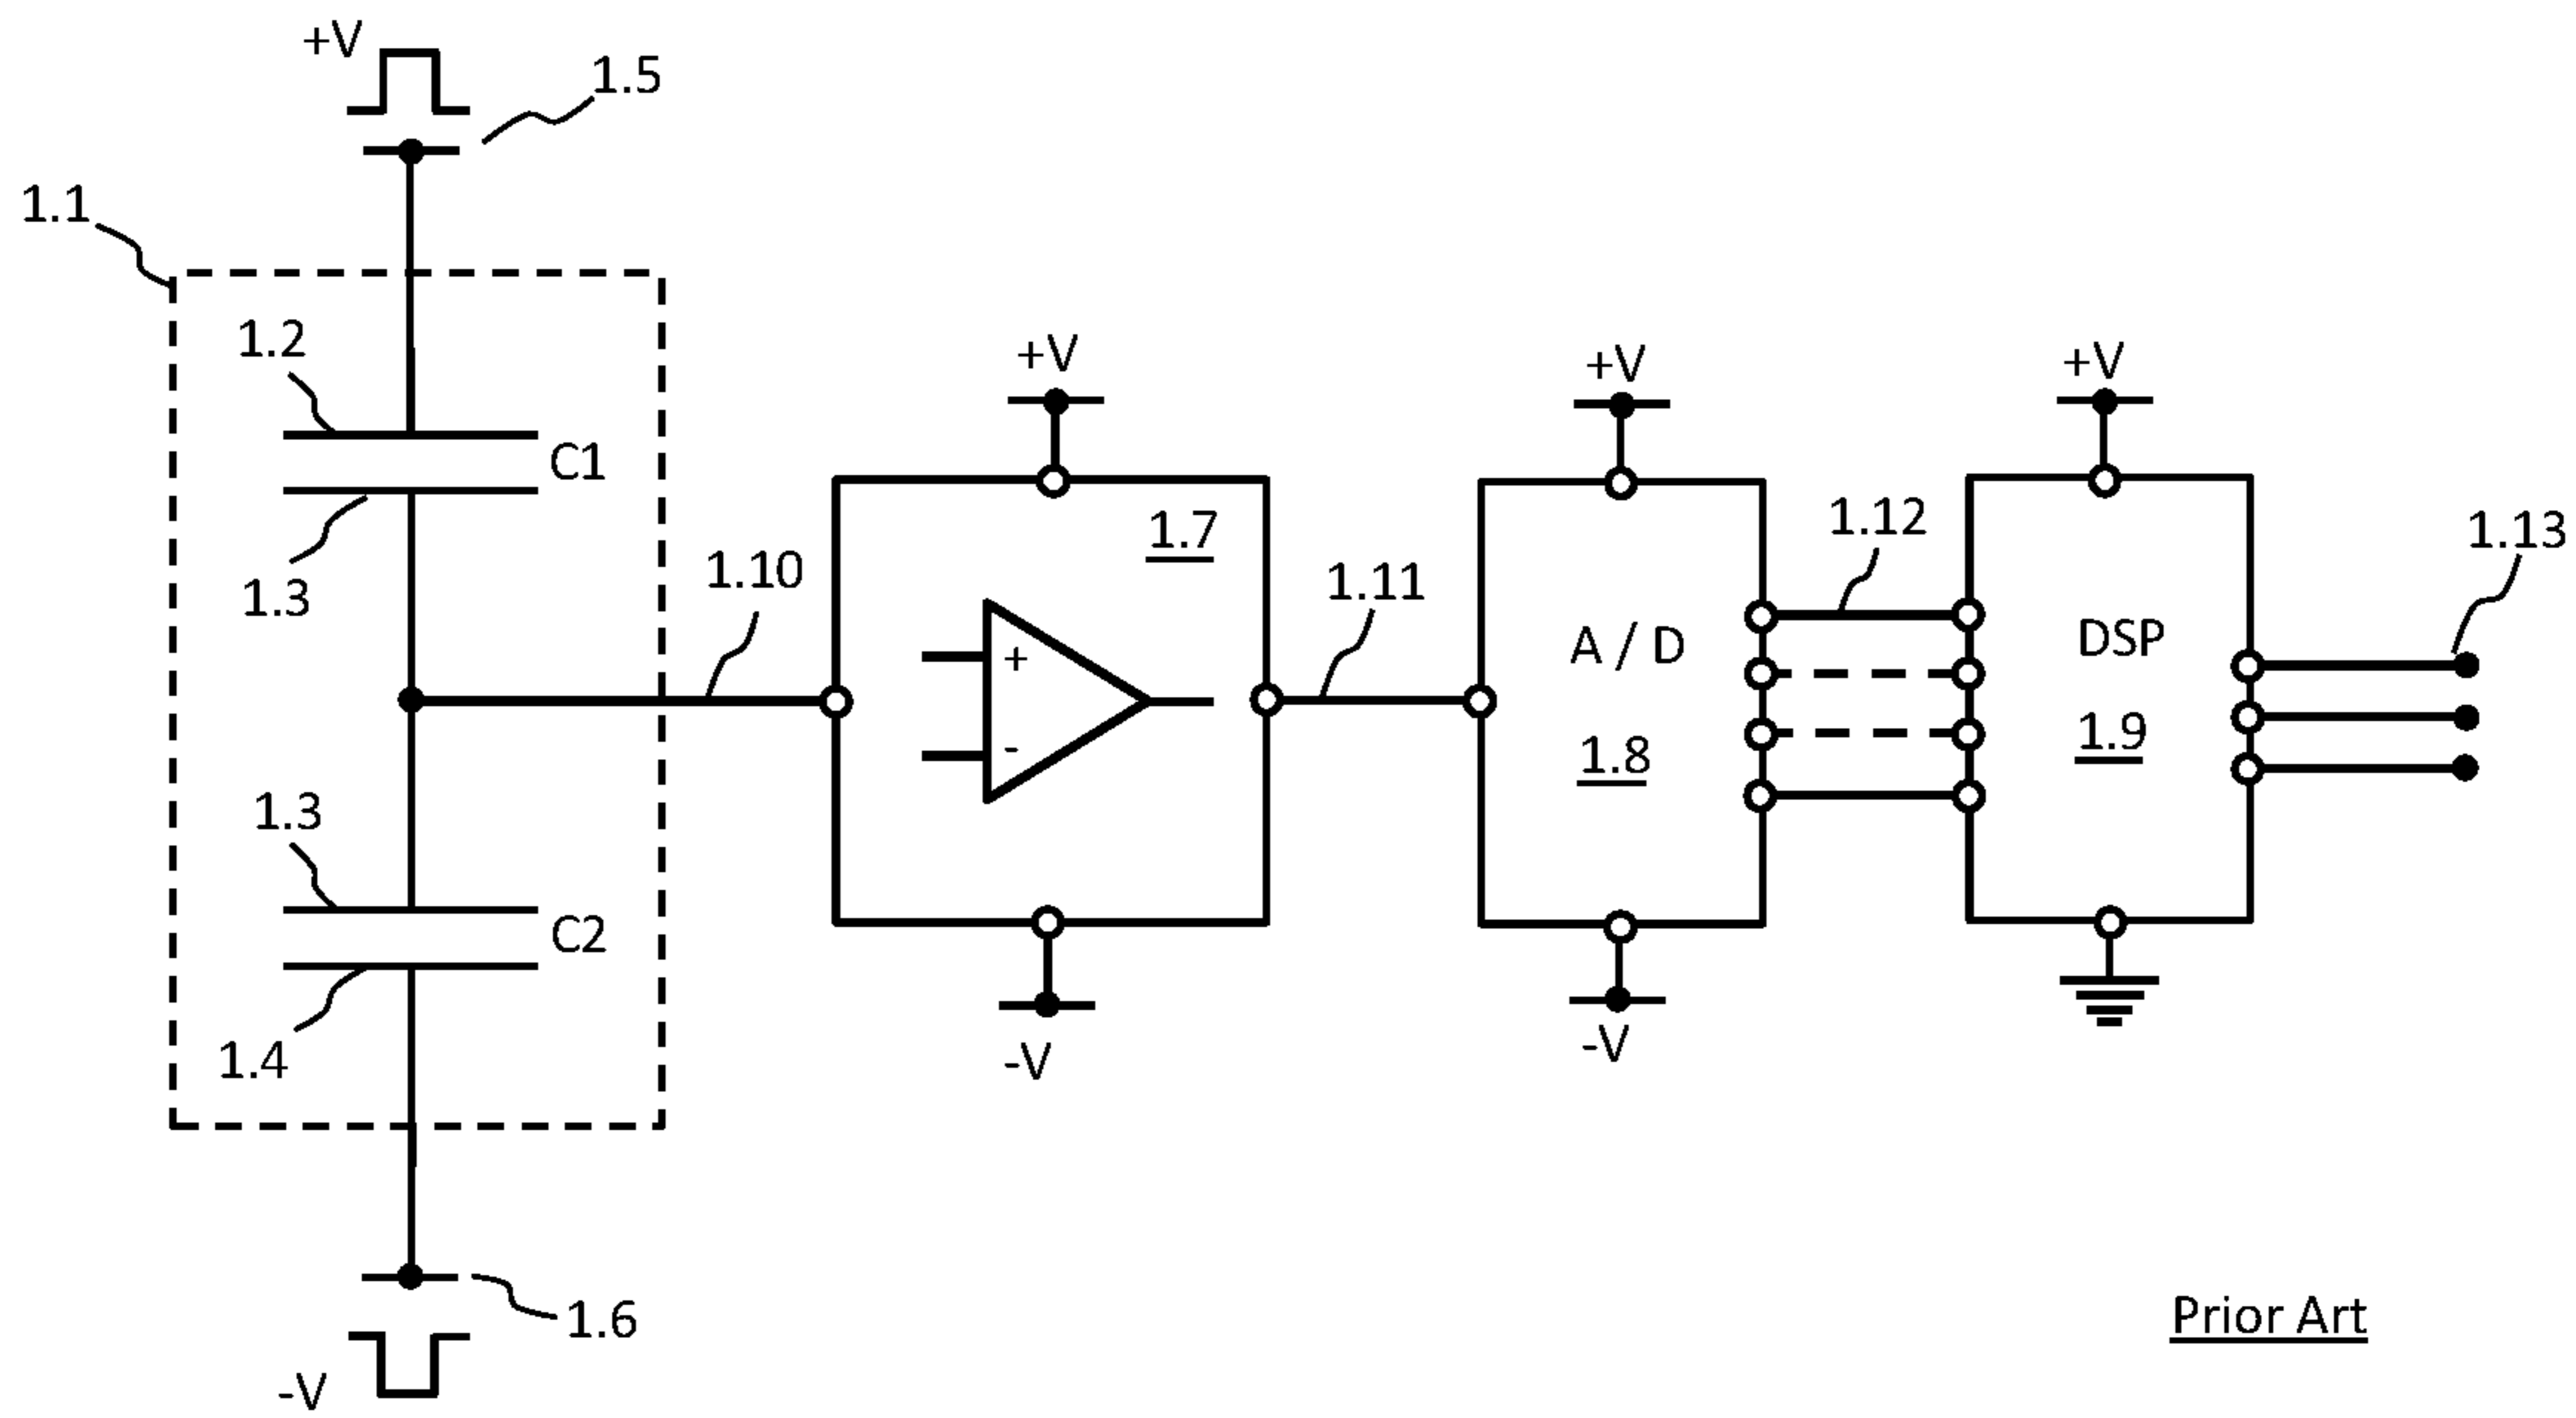 +V
1.5
1.1
1.2
C1
1.3
+V
+V
+V
1.7
1.10
1.11
1.12
1.13
+
-
A / D
1.8
DSP
1.9
1.3
C2
1.4
-V
-V
1.6
-V
Prior Art